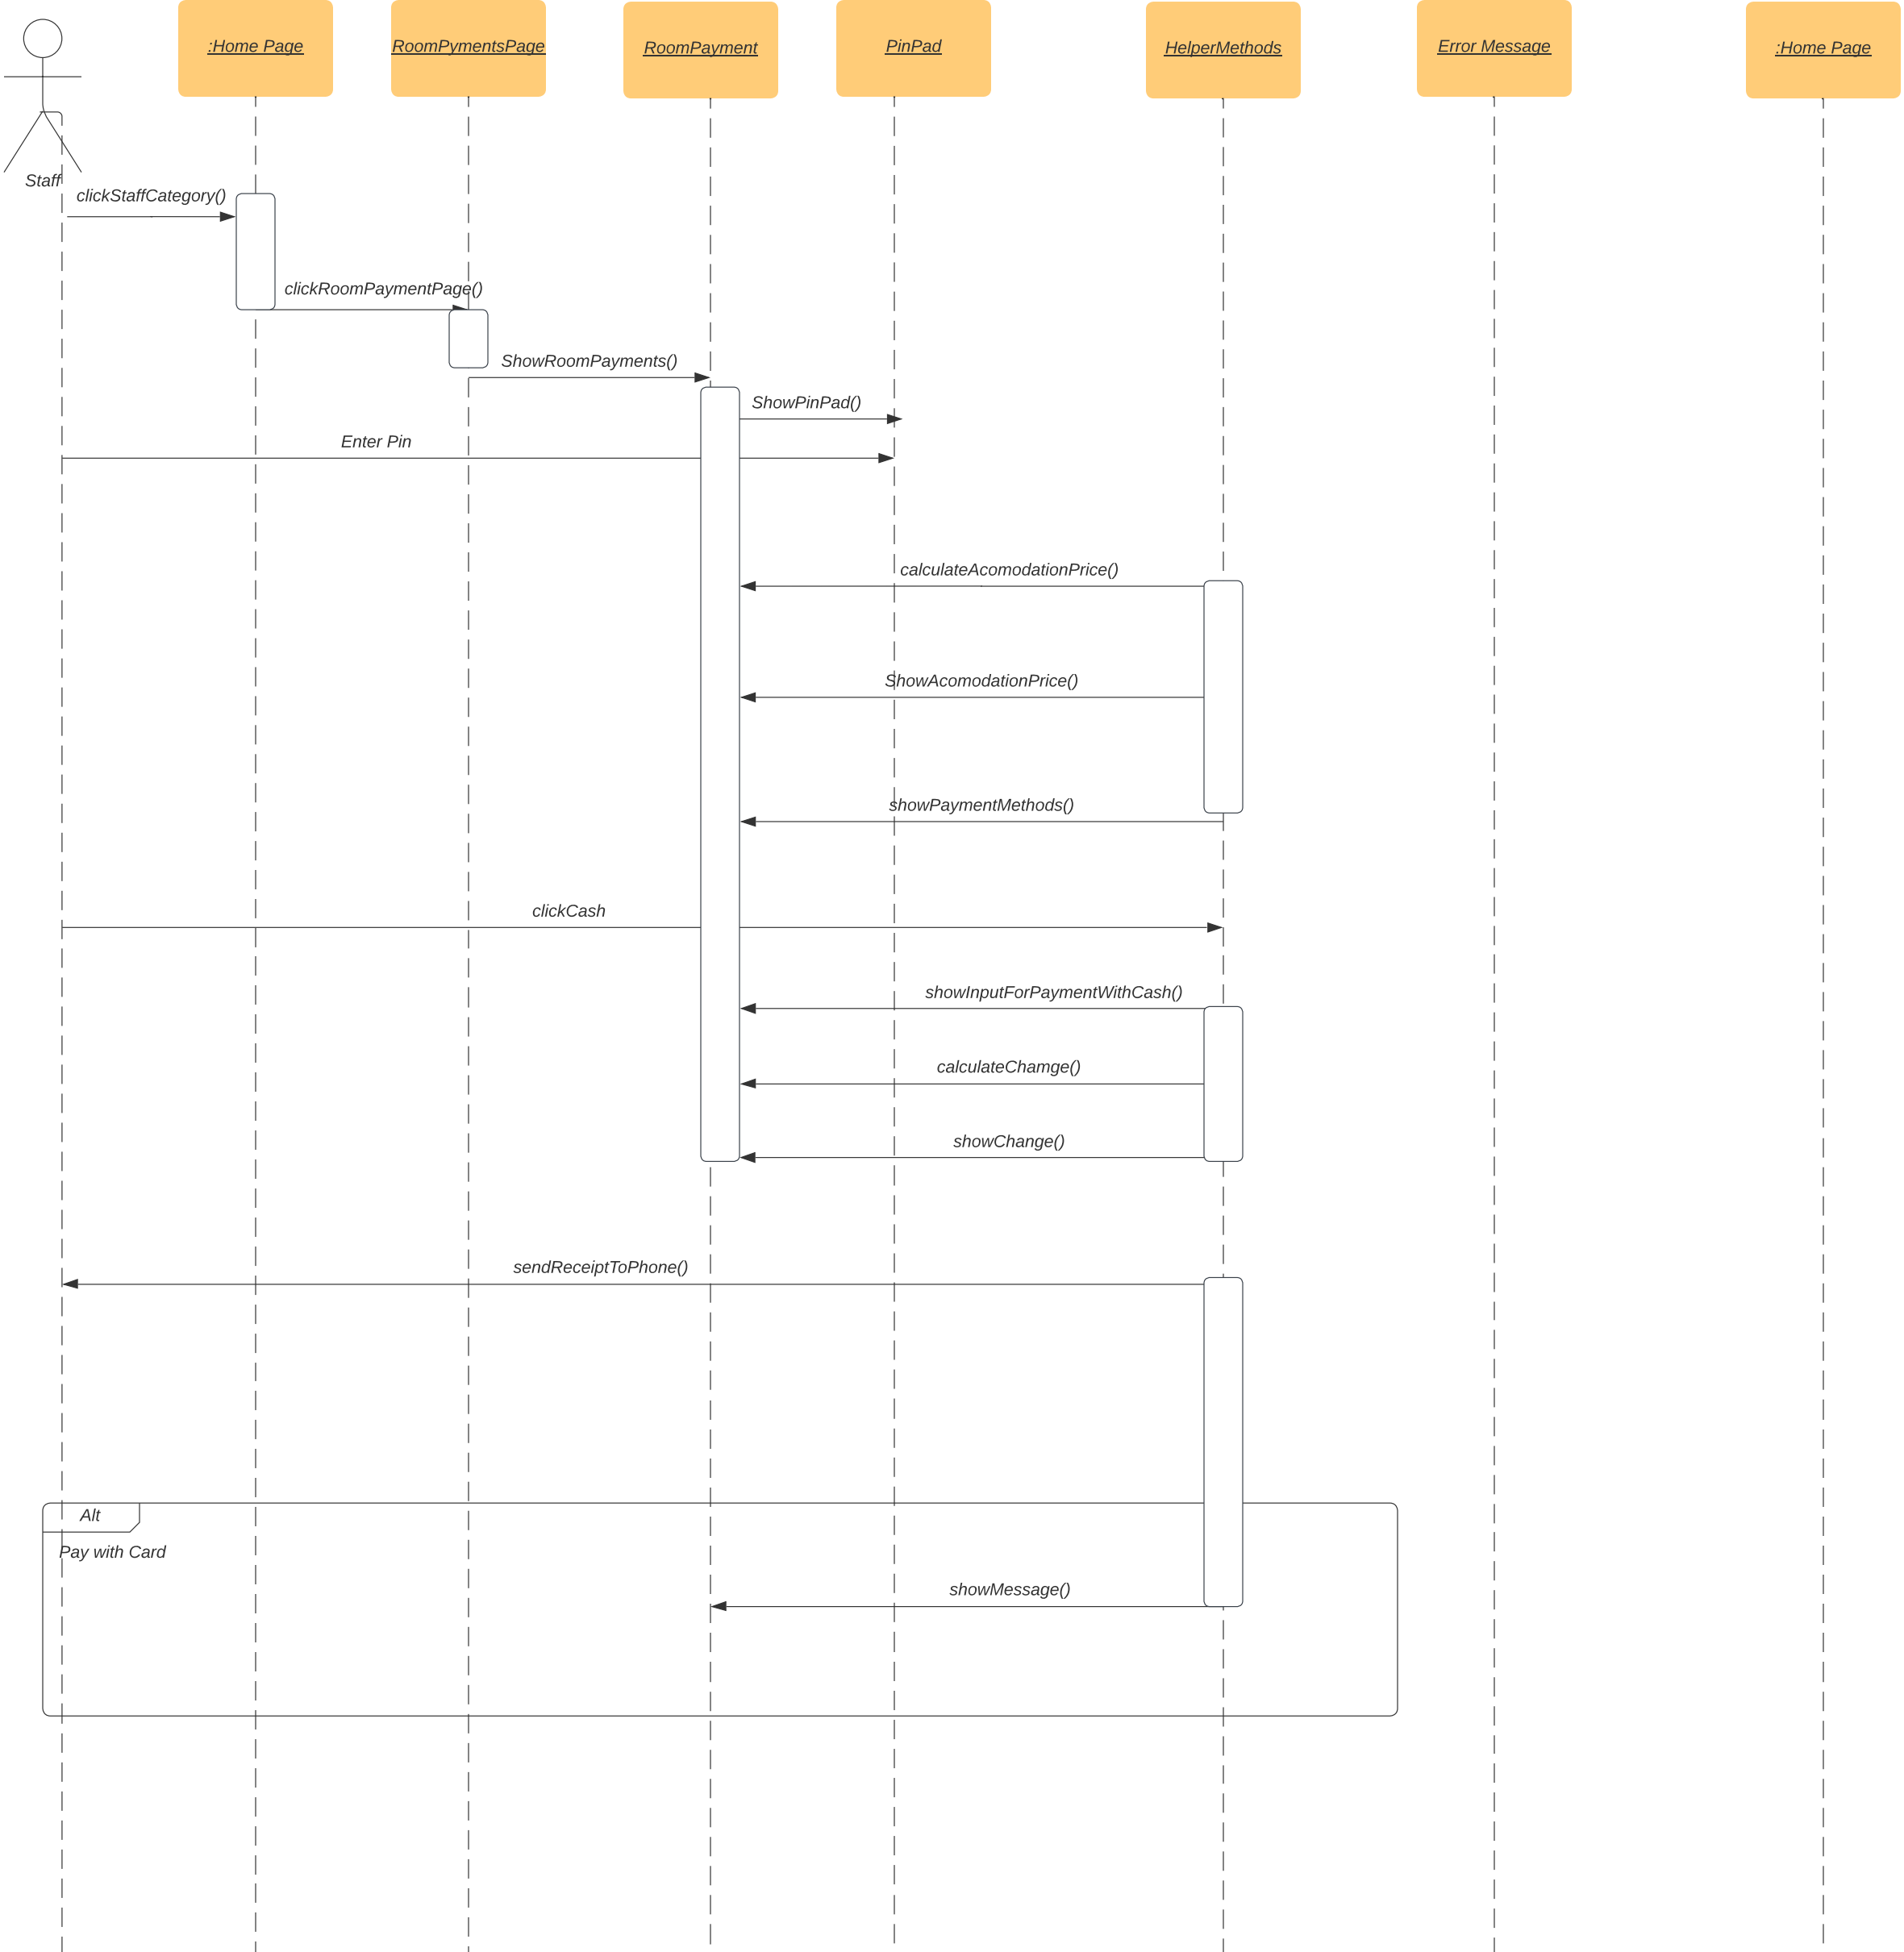 :Home Page
RoomPymentsPage
RoomPayment
PinPad
HelperMethods
Error Message
:Home Page
Staff
clickStaffCategory()
clickRoomPaymentPage()
ShowRoomPayments()
ShowPinPad()
Enter Pin
calculateAcomodationPrice()
ShowAcomodationPrice()
showPaymentMethods()
clickCash
showInputForPaymentWithCash()
calculateChamge()
showChange()
sendReceiptToPhone()
Alt
Pay with Card
showMessage()